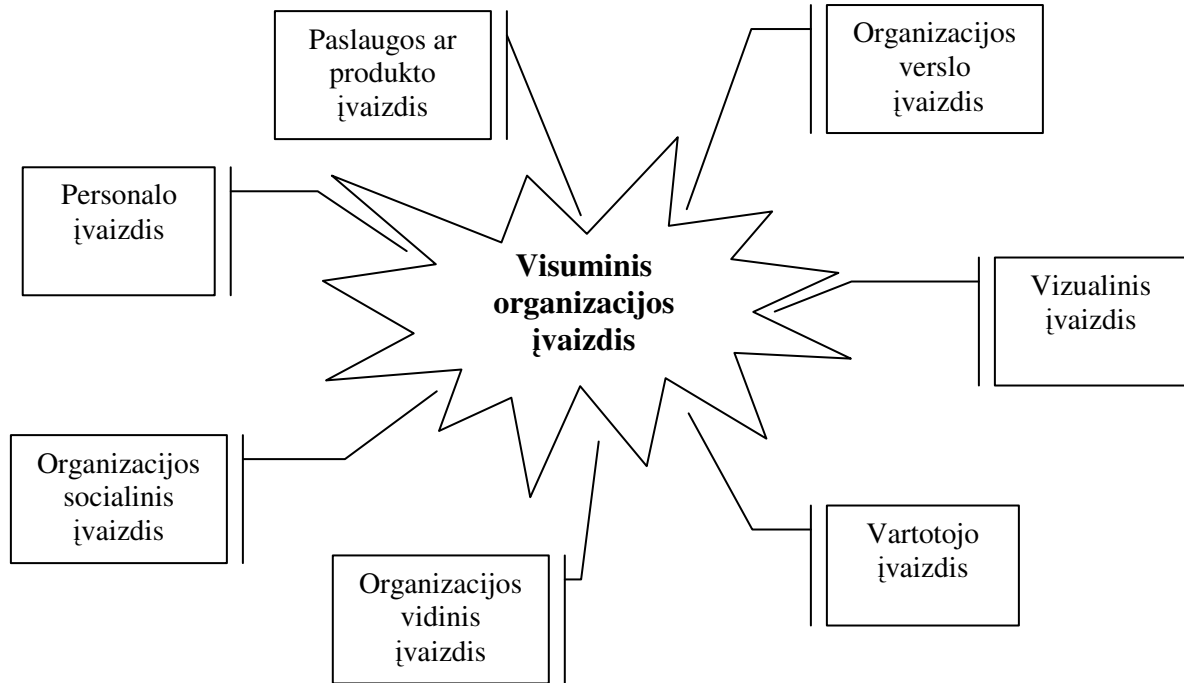 Paslaugos ar
produkto
įvaizdis
Organizacijos
verslo
įvaizdis
Personalo
įvaizdis
Visuminis
organizacijos
įvaizdis
Vizualinis
įvaizdis
Organizacijos
socialinis
įvaizdis
Organizacijos
vidinis
įvaizdis
Vartotojo
įvaizdis